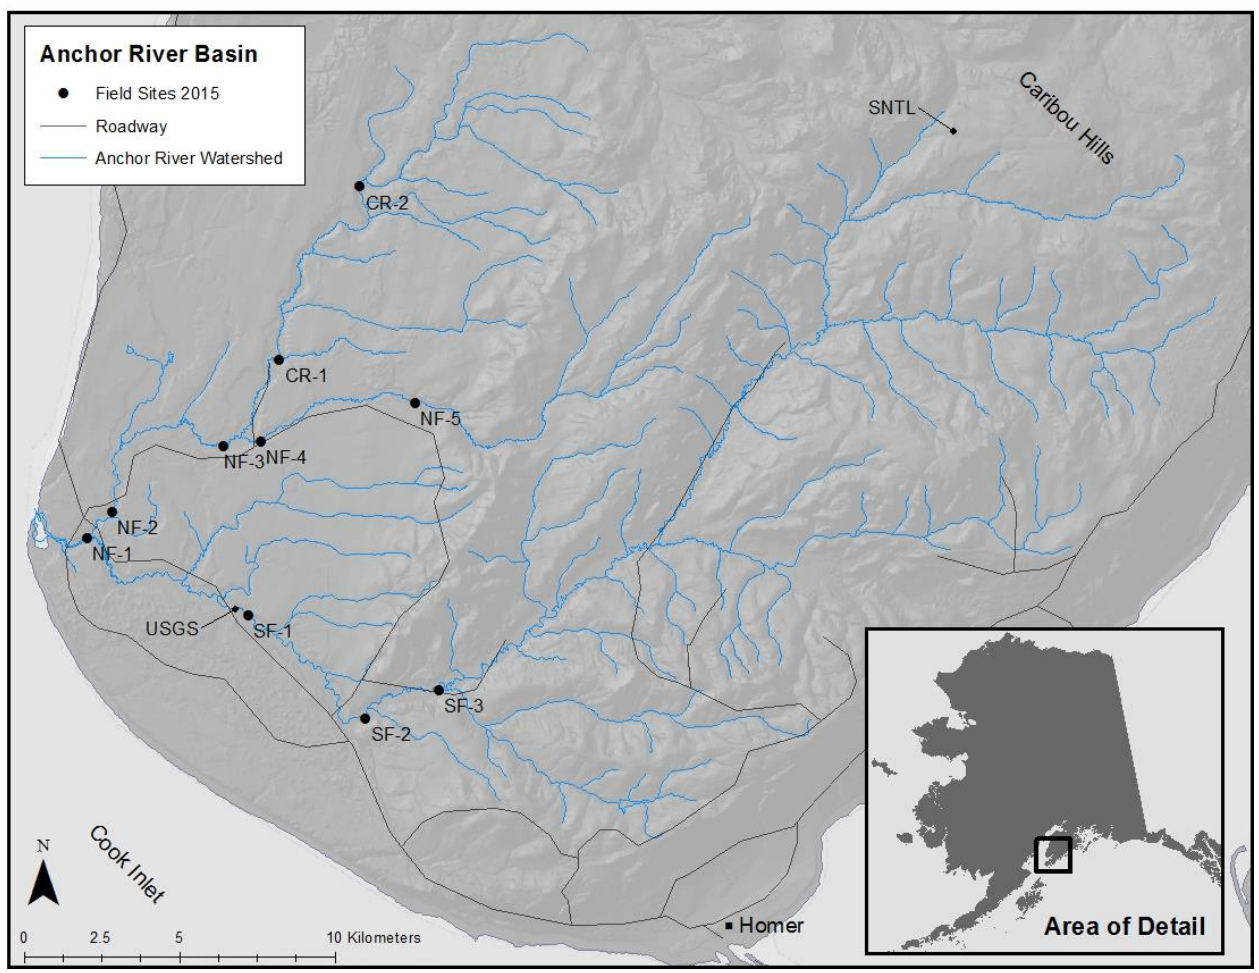 Anchor River Basin
Field Sites 2015
Roadway
Anchor River Watershed
SNTL
Caribou Hills
CR-2
CR-1
NF-5
NF-3
NF-4
NF-2
NF-1
USGS
SF-1
SF-3
SF-2
Cook Inlet
N
0
2.5
5
10 Kilometers
Homer
Area of Detail